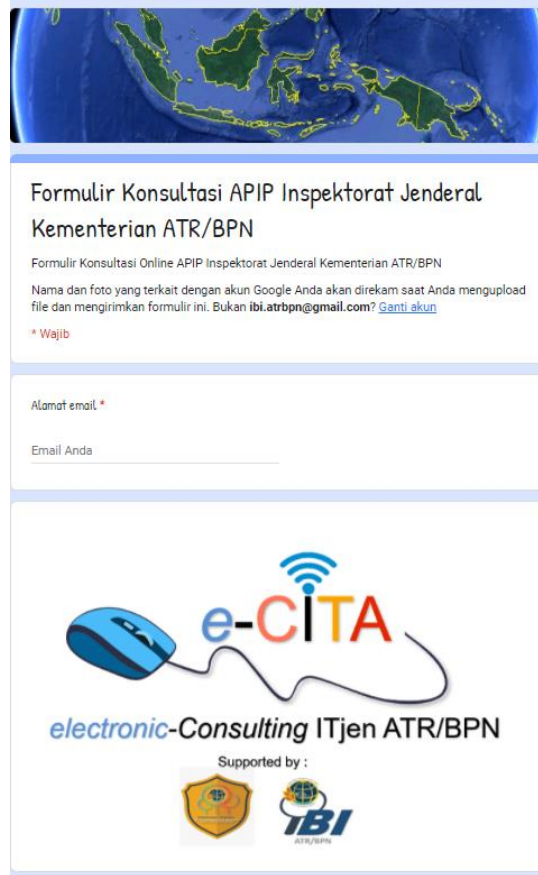 Formulir Konsultasi APIP Inspektorat Jenderal
Kementerian ATR/BPN
Formulir Konsultasi Online APIP Inspektorat Jenderal Kementerian ATR/BPN
Nama dan foto yang terkait dengan akun Google Anda akan direkam saat Anda mengupload
file dan mengirimkan formulir ini. Bukan ibi.atrbpn@gmail.com? Ganti akun
* Wajib
Alamat email *
Email Anda
e-CiTA
electronic-Consulting ITjen ATR/BPN
Supported by :
IBI
ATR/BPN